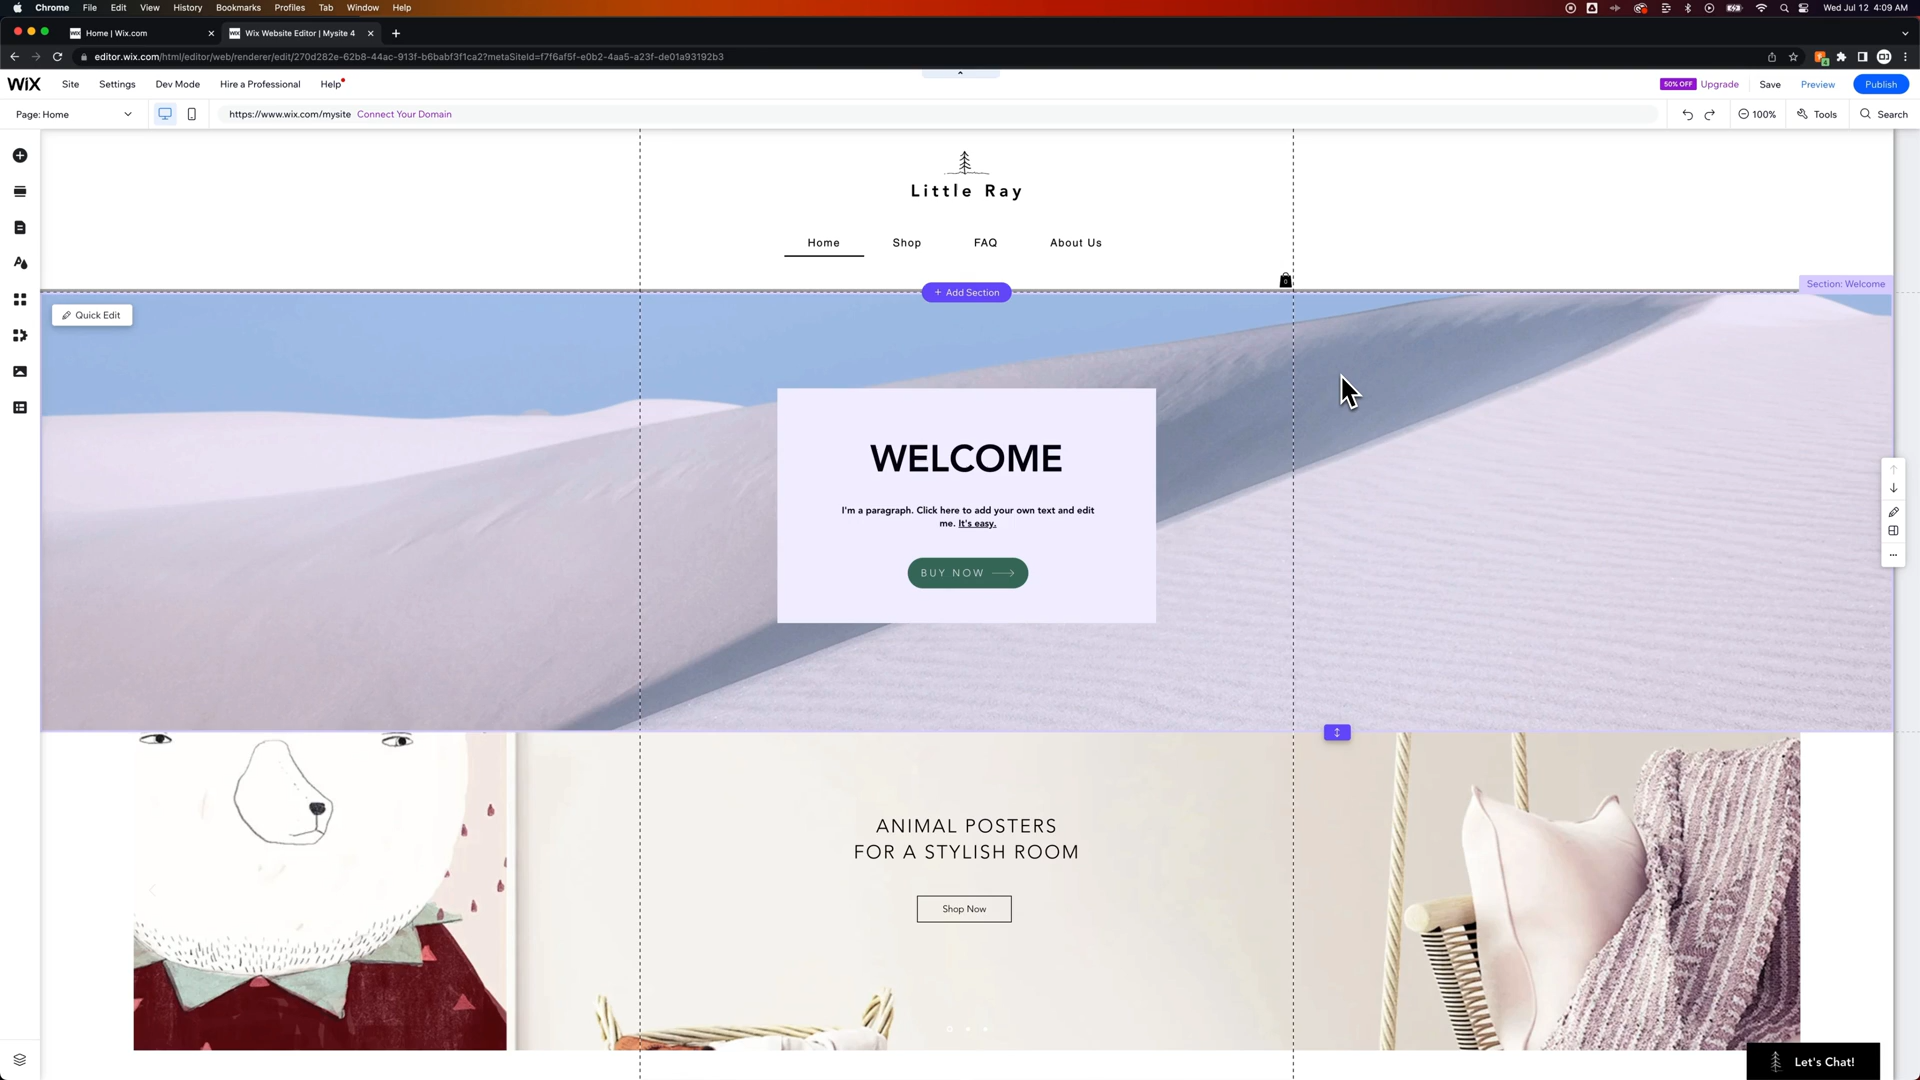 Chrome File Edit View History Bookmarks Profiles Tab Window Help
Wed Jul 12 4:09 AM
WiX Home | Wix.com
WiX Wix Website Editor | Mysite 4
editor.wix.com/html/editor/web/renderer/edit/270d282e-62b8-44ac-913f-b6babf3f1ca2?metaSiteId=f7f6af5f-e0b2-4aa5-a23f-de01a93192b3
WiX Site Settings Dev Mode Hire a Professional Help
50% OFF Upgrade Save Preview Publish
Page: Home
https://www.wix.com/mysite Connect Your Domain
100% Tools Search
Little Ray
Home Shop FAQ About Us
0
+ Add Section
Section: Welcome
Quick Edit
WELCOME
I'm a paragraph. Click here to add your own text and edit
me. It's easy.
BUY NOW
ANIMAL POSTERS
FOR A STYLISH ROOM
Shop Now
Let's Chat!